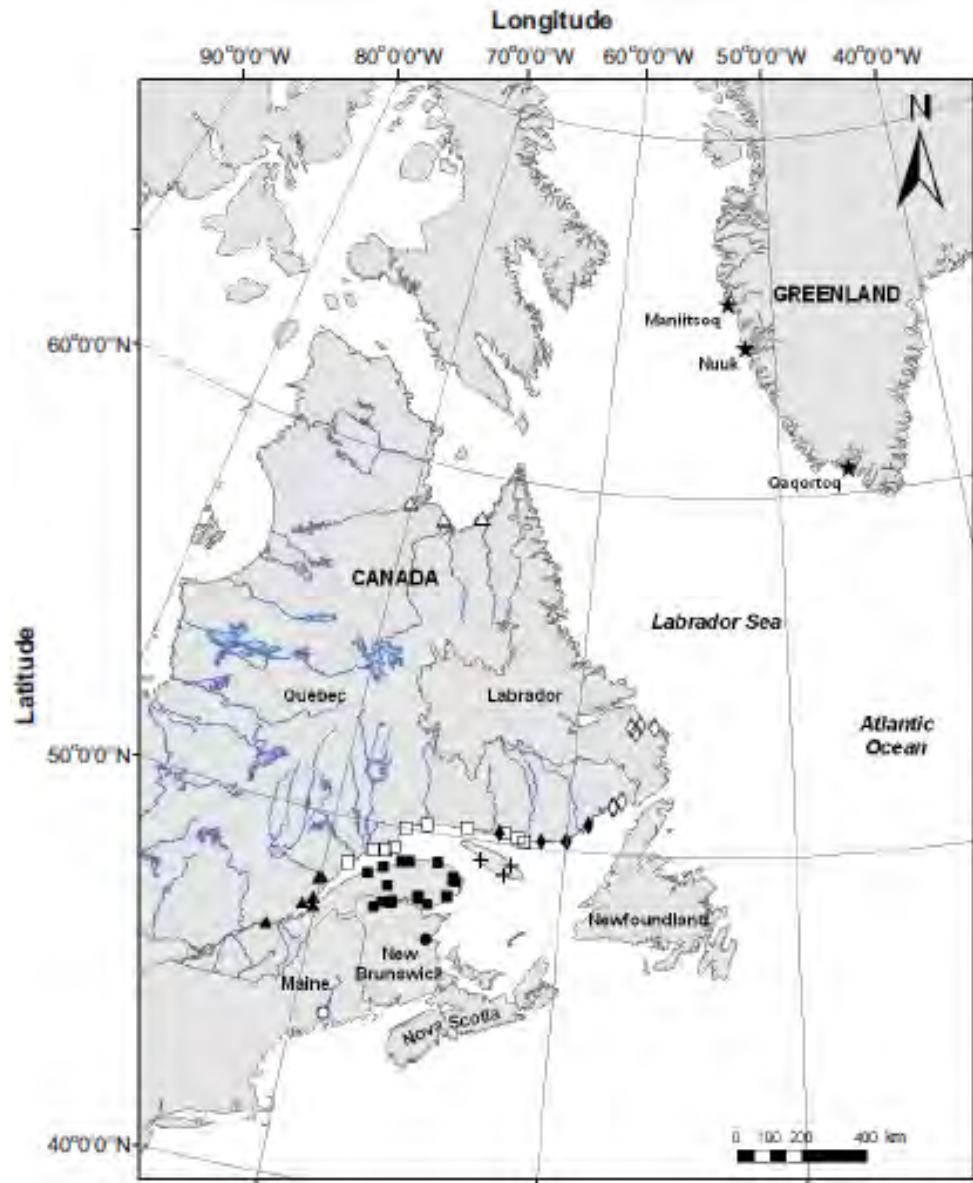 Longitude
90°0'0"W 80°0'0"W 70°0'0"W 60°0'0"W 50°0'0"W 40°0'0"W
N
GREENLAND
Maniitsoq
60°0'0"N
Nuuk
Qaqortoq
CANADA
Labrador Sea
Latitude
Québec
Labrador
Atlantic
Ocean
50°0'0"N
Newfoundland
New
Brunswick
Maine
Nova Scotia
40°0'0"N
0 100 200 400 km